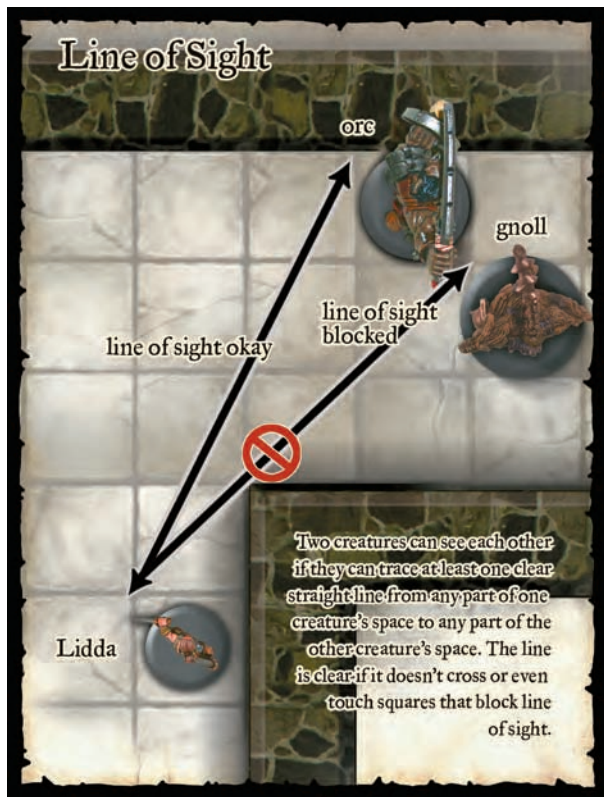 Line of Sight
orc
gnoll
line of sight
blocked
line of sight okay
Two creatures can see each other
if they can trace at least one clear
straight line from any part of one
creature's space to any part of the
other creature's space. The line
is clear if it doesn't cross or even
touch squares that block line
of sight.
Lidda